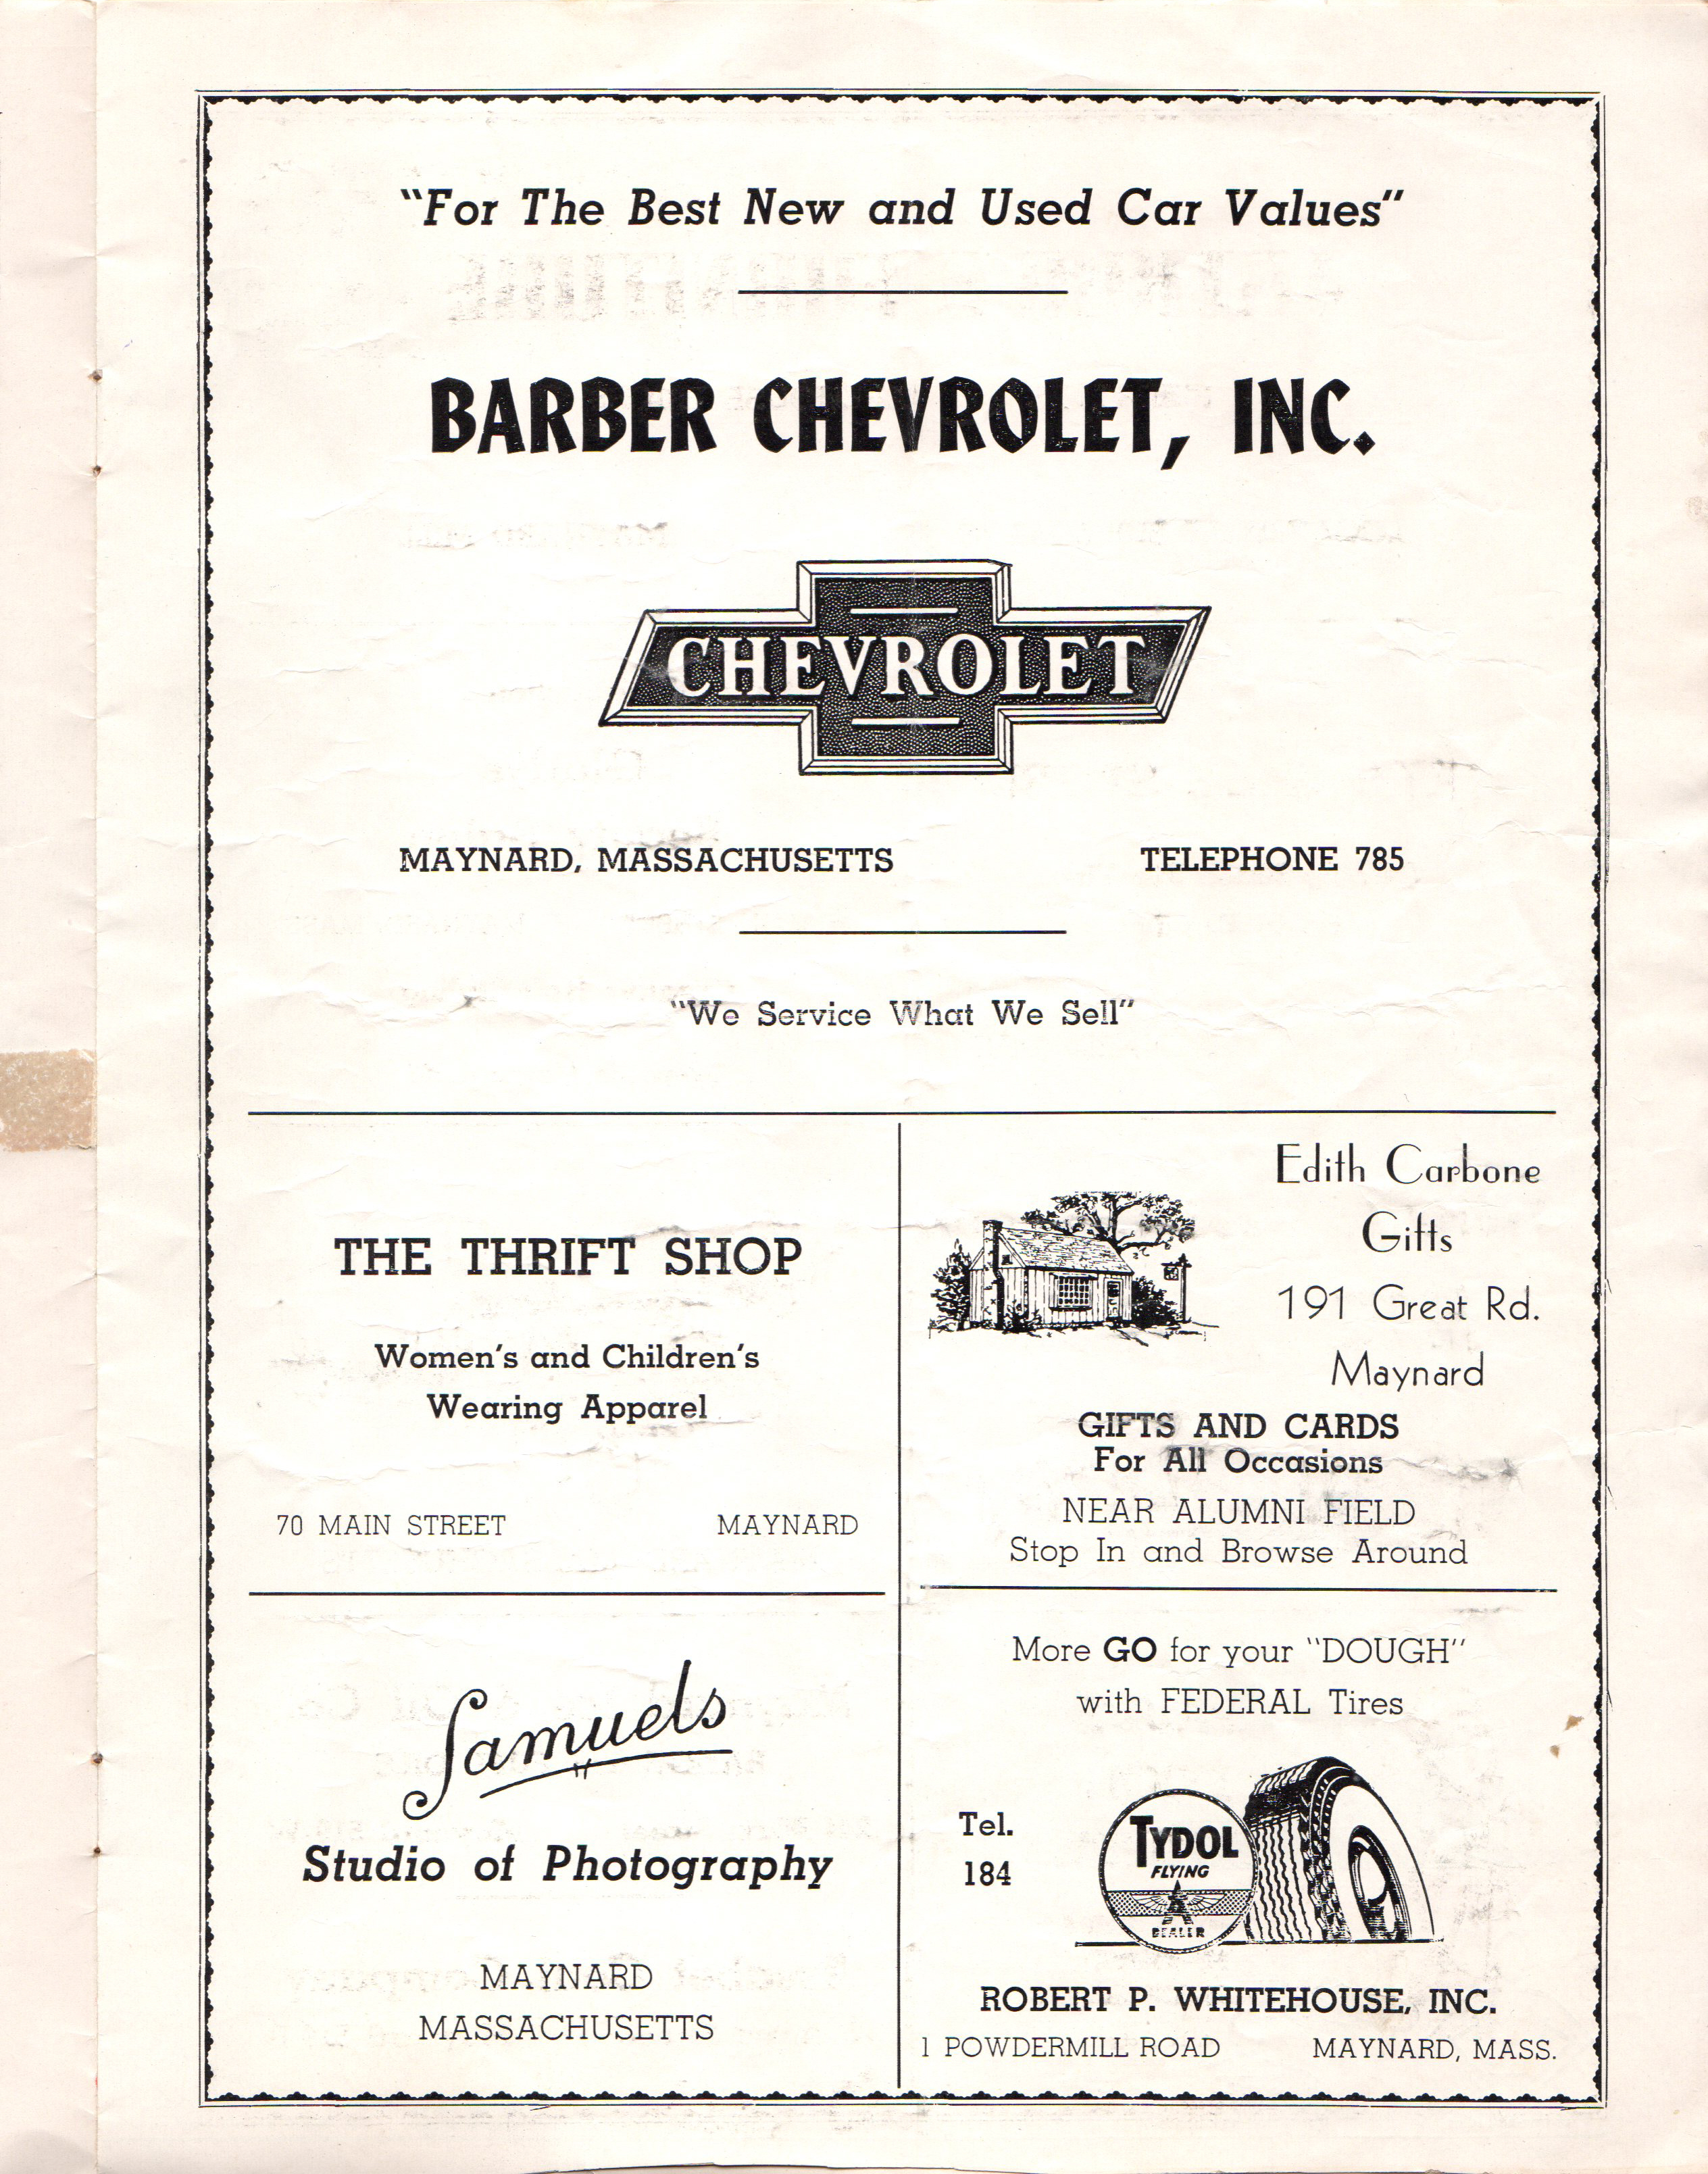 "For The Best New and Used Car Values"
BARBER CHEVROLET, INC.
CHEVROLET
MAYNARD, MASSACHUSETTS TELEPHONE 785
"We Service What We Sell"
THE THRIFT SHOP
Women's and Children's
Wearing Apparel
70 MAIN STREET MAYNARD
Edith Carbone
Gifts
191 Great Rd.
Maynard
GIFTS AND CARDS
For All Occasions
NEAR ALUMNI FIELD
Stop In and Browse Around
Samuels
Studio of Photography
MAYNARD
MASSACHUSETTS
More GO for your "DOUGH"
with FEDERAL Tires
Tel.
184
TYDOL
FLYING
A
DEALER
ROBERT P. WHITEHOUSE, INC.
1 POWDERMILL ROAD MAYNARD, MASS.